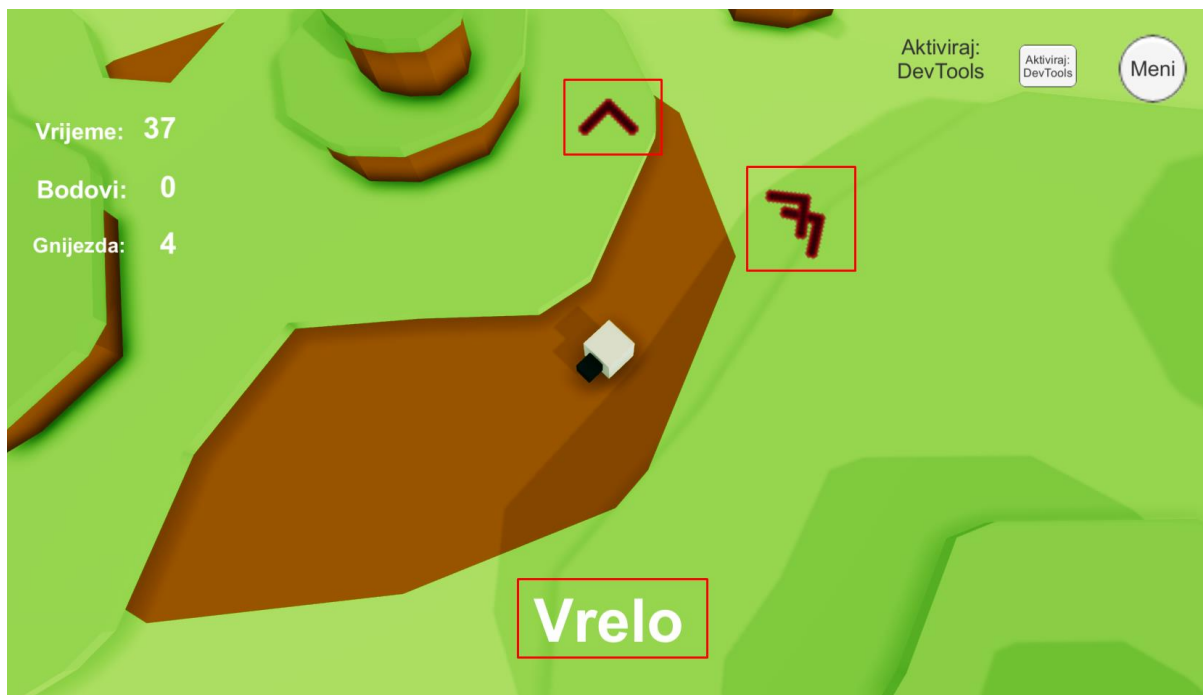 Aktiviraj:
DevTools
Aktiviraj:
DevTools
Meni
Vrijeme: 37
Bodovi: 0
Gnijezda: 4
Vrelo